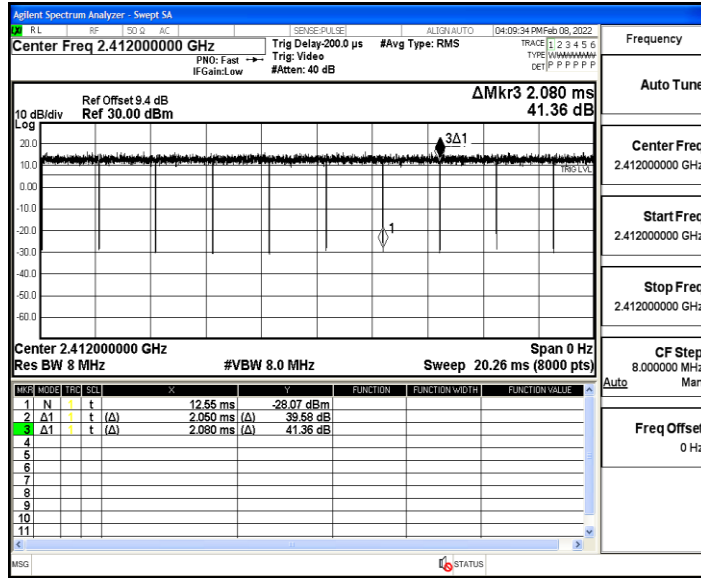 Agilent Spectrum Analyzer - Swept SA
RL RF 50 Ω AC SENSE:PULSE ALIGN AUTO 04:09:34 PM Feb 08, 2022
Center Freq 2.412000000 GHz
PNO: Fast
IFGain:Low
Trig Delay-200.0 µs
Trig: Video
#Atten: 40 dB
#Avg Type: RMS
TRACE 1 2 3 4 5 6
TYPE WWWWWW
DET P P P P P P
ΔMkr3 2.080 ms
41.36 dB
Ref Offset 9.4 dB
10 dB/div Ref 30.00 dBm
Log
20.0
10.0
0.00
-10.0
-20.0
-30.0
-40.0
-50.0
-60.0
3Δ1
TRIG LVL
1
Center 2.412000000 GHz Span 0 Hz
Res BW 8 MHz #VBW 8.0 MHz Sweep 20.26 ms (8000 pts)
MKR MODE TRC SCL X Y FUNCTION FUNCTION WIDTH FUNCTION VALUE
1 N 1 t 12.55 ms -28.07 dBm
2 Δ1 1 t (Δ) 2.050 ms (Δ) 39.58 dB
3 Δ1 1 t (Δ) 2.080 ms (Δ) 41.36 dB
4
5
6
7
8
9
10
11
MSG STATUS
Frequency
Auto Tune
Center Freq
2.412000000 GHz
Start Freq
2.412000000 GHz
Stop Freq
2.412000000 GHz
CF Step
8.000000 MHz
Auto Man
Freq Offset
0 Hz